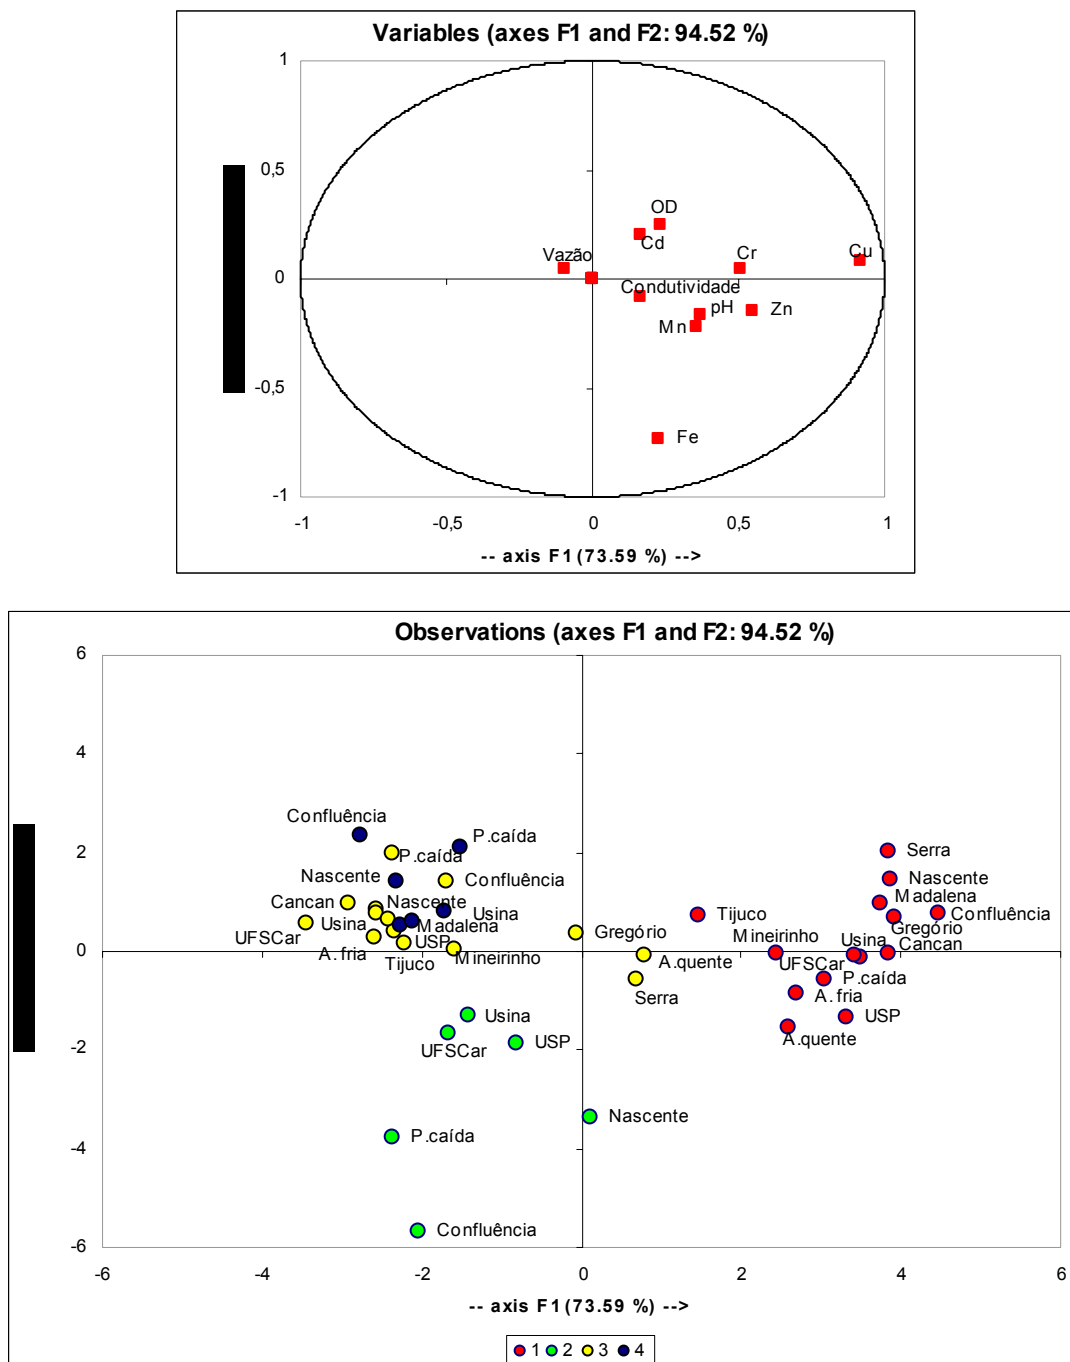 Variables (axes F1 and F2: 94.52 %)
1
0,5
0
-0,5
-1
OD
Cd
Vazão
Cr
Cu
Condutividade
pH
Zn
Mn
Fe
-1
-0,5
0
0,5
1
-- axis F1 (73.59 %) -->
Observations (axes F1 and F2: 94.52 %)
6
4
2
0
-2
-4
-6
Confluência
P.caída
P.caída
Nascente
Confluência
Cancan
Nascente
Usina
Usina
Madalena
UFSCar
A. fria
USP
Tijuco
Mineirinho
Gregório
A.quente
Serra
Serra
Nascente
Madalena
Confluência
Tijuco
Gregório
Mineirinho
Usina
Cancan
UFSCar
P.caída
A. fria
USP
A.quente
Usina
UFSCar
USP
Nascente
P.caída
Confluência
-6
-4
-2
0
2
4
6
-- axis F1 (73.59 %) -->
1 2 3 4